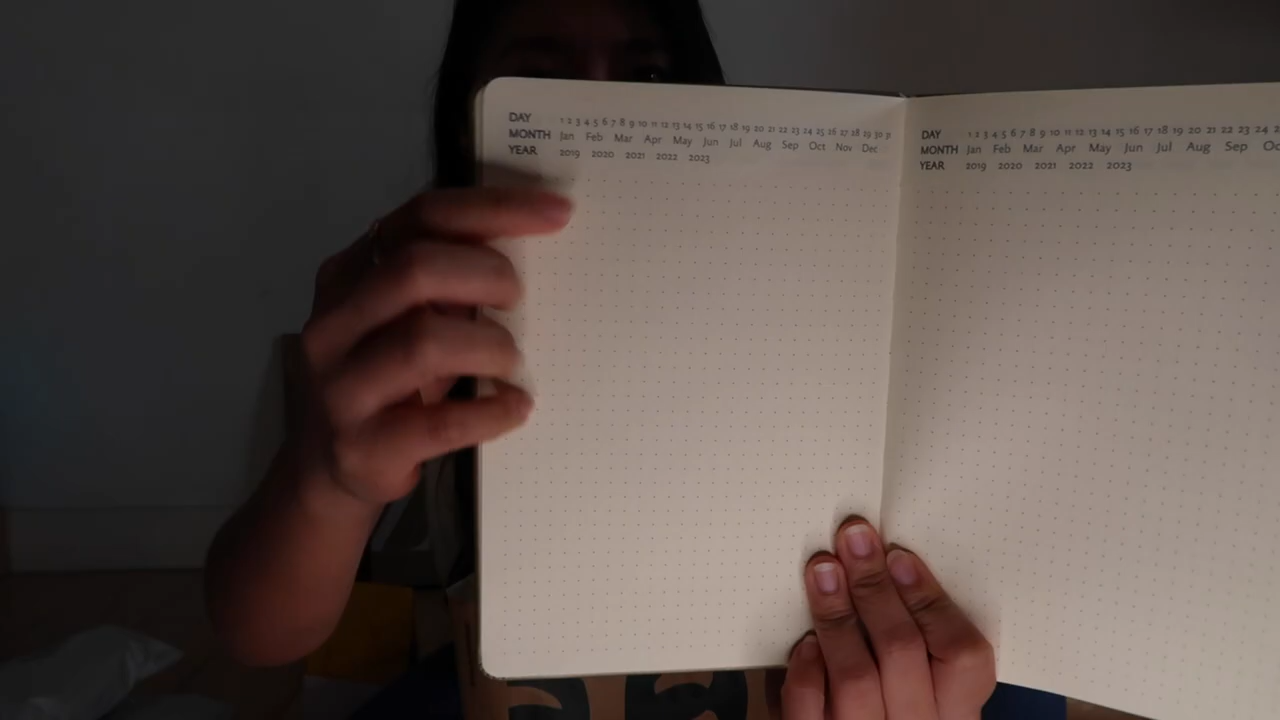 DAY 1 2 3 4 5 6 7 8 9 10 11 12 13 14 15 16 17 18 19 20 21 22 23 24 25 26 27 28 29 30
MONTH Jan Feb Mar Apr May Jun Jul Aug Sep Oct Nov Dec
YEAR 2019 2020 2021 2022 2023
DAY 1 2 3 4 5 6 7 8 9 10 11 12 13 14 15 16 17 18 19 20 21 22 23 24
MONTH Jan Feb Mar Apr May Jun Jul Aug Sep
YEAR 2019 2020 2021 2022 2023